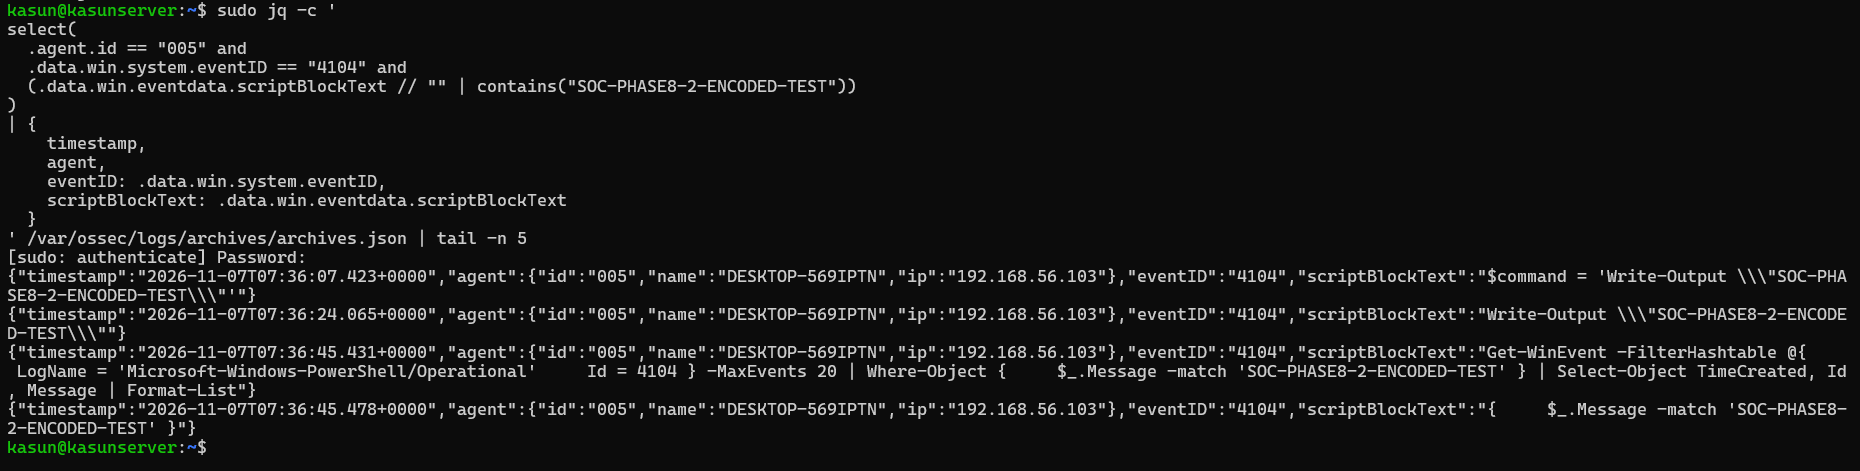 kasun@kasunserver:~$ sudo jq -c '
select(
  .agent.id == "005" and
  .data.win.system.eventID == "4104" and
  (.data.win.eventdata.scriptBlockText // "" | contains("SOC-PHASE8-2-ENCODED-TEST"))
)
| {
    timestamp,
    agent,
    eventID: .data.win.system.eventID,
    scriptBlockText: .data.win.eventdata.scriptBlockText
  }
' /var/ossec/logs/archives/archives.json | tail -n 5
[sudo: authenticate] Password:
{"timestamp":"2026-11-07T07:36:07.423+0000","agent":{"id":"005","name":"DESKTOP-569IPTN","ip":"192.168.56.103"},"eventID":"4104","scriptBlockText":"$command = 'Write-Output \\\"SOC-PHA
SE8-2-ENCODED-TEST\\\"'"}
{"timestamp":"2026-11-07T07:36:24.065+0000","agent":{"id":"005","name":"DESKTOP-569IPTN","ip":"192.168.56.103"},"eventID":"4104","scriptBlockText":"Write-Output \\\"SOC-PHASE8-2-ENCODE
D-TEST\\\""}
{"timestamp":"2026-11-07T07:36:45.431+0000","agent":{"id":"005","name":"DESKTOP-569IPTN","ip":"192.168.56.103"},"eventID":"4104","scriptBlockText":"Get-WinEvent -FilterHashtable @{
 LogName = 'Microsoft-Windows-PowerShell/Operational'     Id = 4104 } -MaxEvents 20 | Where-Object {     $_.Message -match 'SOC-PHASE8-2-ENCODED-TEST' } | Select-Object TimeCreated, Id
, Message | Format-List"}
{"timestamp":"2026-11-07T07:36:45.478+0000","agent":{"id":"005","name":"DESKTOP-569IPTN","ip":"192.168.56.103"},"eventID":"4104","scriptBlockText":"{     $_.Message -match 'SOC-PHASE8-
2-ENCODED-TEST' }"}
kasun@kasunserver:~$